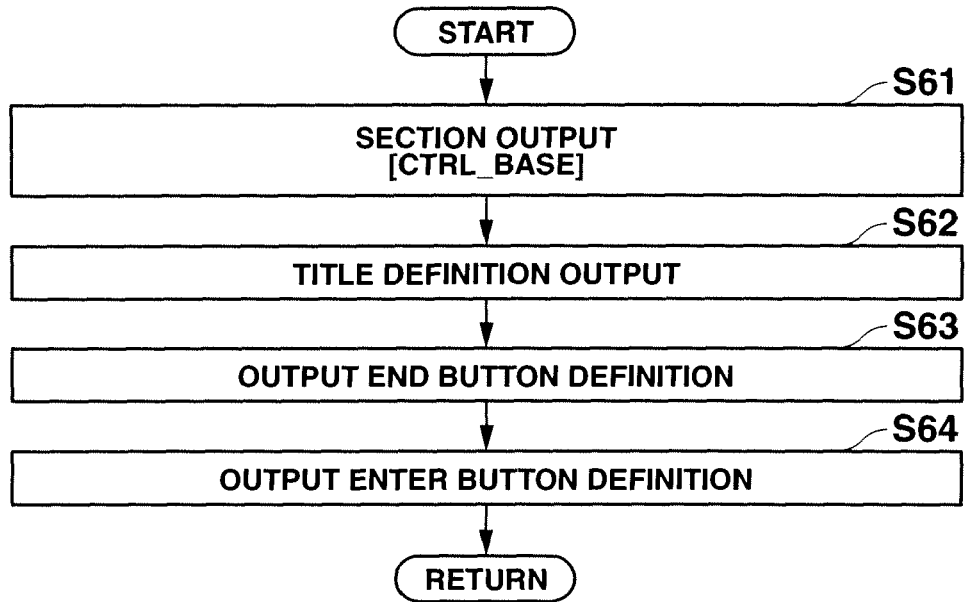 START
S61
SECTION OUTPUT
[CTRL_BASE]
S62
TITLE DEFINITION OUTPUT
S63
OUTPUT END BUTTON DEFINITION
S64
OUTPUT ENTER BUTTON DEFINITION
RETURN